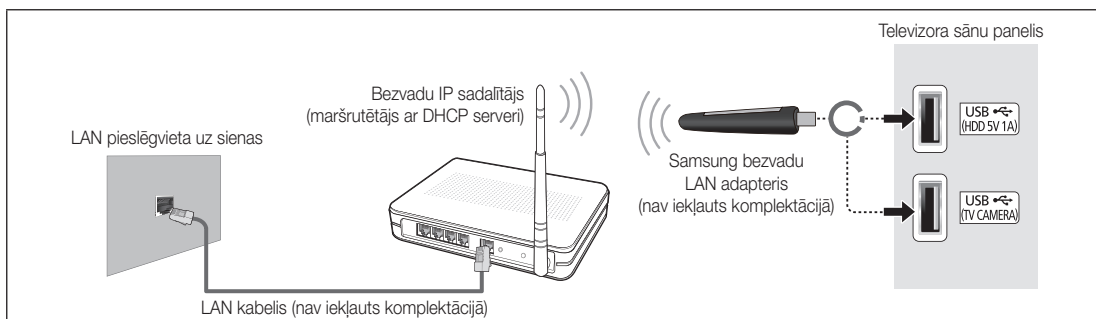 Televizora sānu panelis
Bezvadu IP sadalītājs
(maršrutētājs ar DHCP serveri)
LAN pieslēgvieta uz sienas
USB
(HDD 5V 1A)
Samsung bezvadu
LAN adapteris
(nav iekļauts komplektācijā)
USB
(TV CAMERA)
LAN kabelis (nav iekļauts komplektācijā)